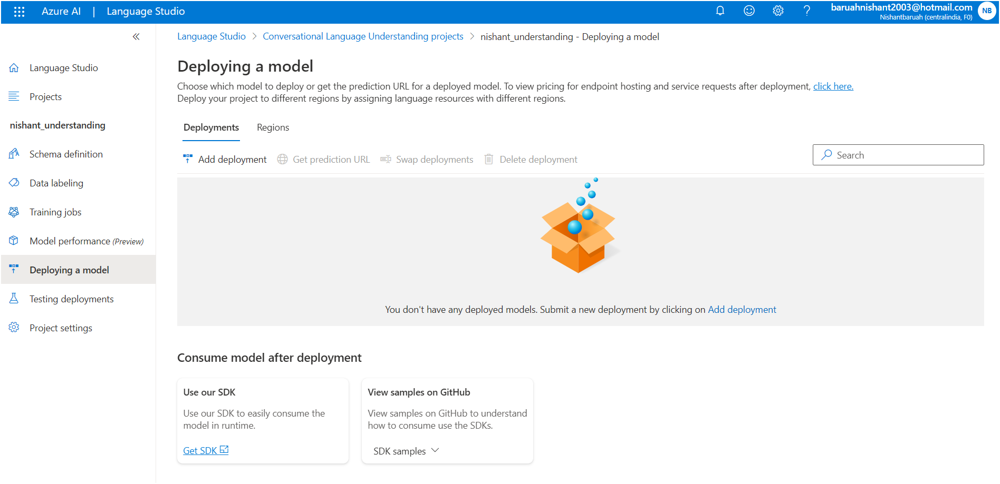 Azure AI | Language Studio
baruahnishant2003@hotmail.com
Nishantbaruah (centralindia, F0)
NB
Language Studio > Conversational Language Understanding projects > nishant_understanding - Deploying a model
Language Studio
Projects
nishant_understanding
Schema definition
Data labeling
Training jobs
Model performance (Preview)
Deploying a model
Testing deployments
Project settings
Deploying a model
Choose which model to deploy or get the prediction URL for a deployed model. To view pricing for endpoint hosting and service requests after deployment, click here.
Deploy your project to different regions by assigning language resources with different regions.
Deployments Regions
Add deployment Get prediction URL Swap deployments Delete deployment
Search
You don't have any deployed models. Submit a new deployment by clicking on Add deployment
Consume model after deployment
Use our SDK
Use our SDK to easily consume the
model in runtime.
Get SDK
View samples on GitHub
View samples on GitHub to understand
how to consume use the SDKs.
SDK samples